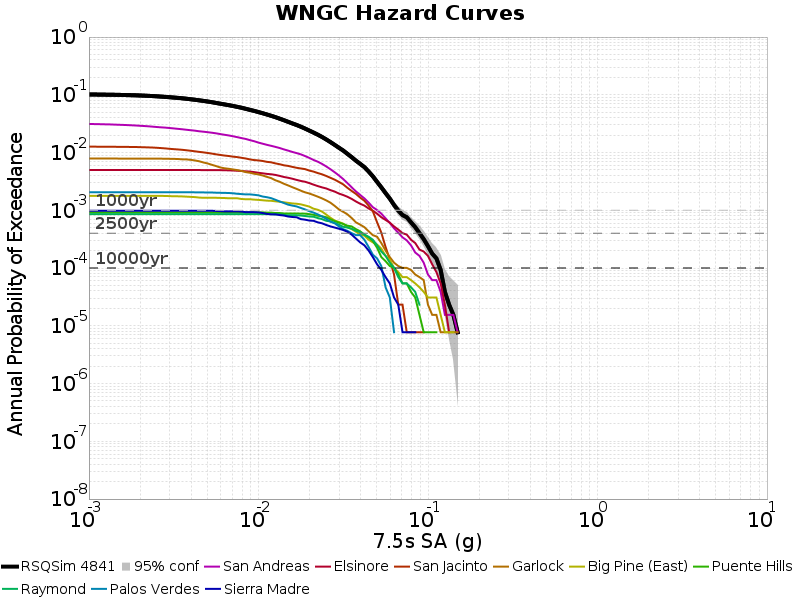 WNGC Hazard Curves
10^0
10^-1
10^-2
10^-3
10^-4
10^-5
10^-6
10^-7
10^-8
Annual Probability of Exceedance
1000yr
2500yr
10000yr
10^-3 10^-2 10^-1 10^0 10^1
7.5s SA (g)
RSQSim 4841 95% conf San Andreas Elsinore San Jacinto Garlock Big Pine (East) Puente Hills
Raymond Palos Verdes Sierra Madre